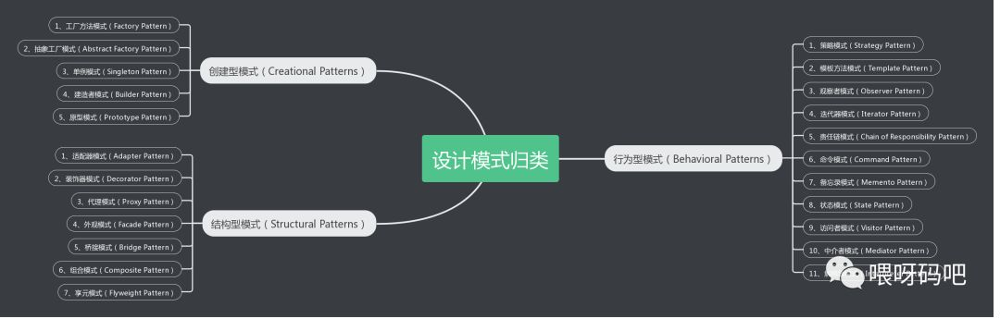 设计模式归类
创建型模式（Creational Patterns）
1、工厂方法模式（Factory Pattern）
2、抽象工厂模式（Abstract Factory Pattern）
3、单例模式（Singleton Pattern）
4、建造者模式（Builder Pattern）
5、原型模式（Prototype Pattern）
结构型模式（Structural Patterns）
1、适配器模式（Adapter Pattern）
2、装饰器模式（Decorator Pattern）
3、代理模式（Proxy Pattern）
4、外观模式（Facade Pattern）
5、桥接模式（Bridge Pattern）
6、组合模式（Composite Pattern）
7、享元模式（Flyweight Pattern）
行为型模式（Behavioral Patterns）
1、策略模式（Strategy Pattern）
2、模板方法模式（Template Pattern）
3、观察者模式（Observer Pattern）
4、迭代器模式（Iterator Pattern）
5、责任链模式（Chain of Responsibility Pattern）
6、命令模式（Command Pattern）
7、备忘录模式（Memento Pattern）
8、状态模式（State Pattern）
9、访问者模式（Visitor Pattern）
10、中介者模式（Mediator Pattern）
11、
喂呀码吧